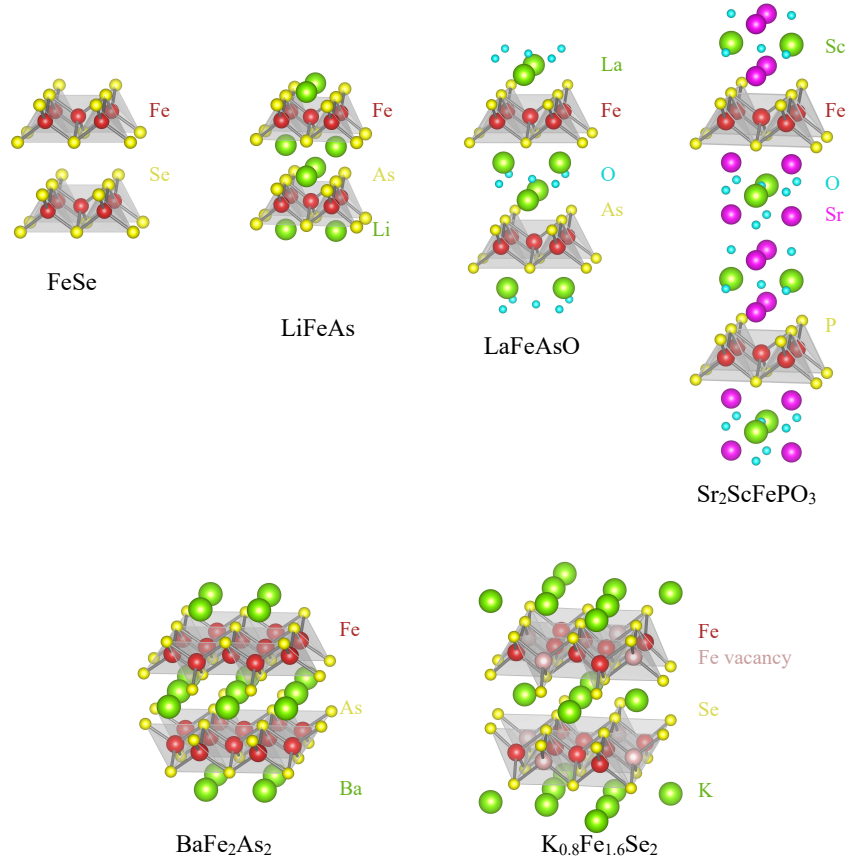 Fe
Se
FeSe
Fe
As
Li
LiFeAs
La
Fe
O
As
LaFeAsO
Sc
Fe
O
Sr
P
Sr₂ScFePO₃
Fe
As
Ba
BaFe₂As₂
Fe
Fe vacancy
Se
K
K₀.₈Fe₁.₆Se₂